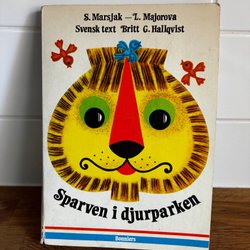 S. Marsjak — L. Majorova
Svensk text Britt G. Hallqvist
Sparven i djurparken
Bonniers